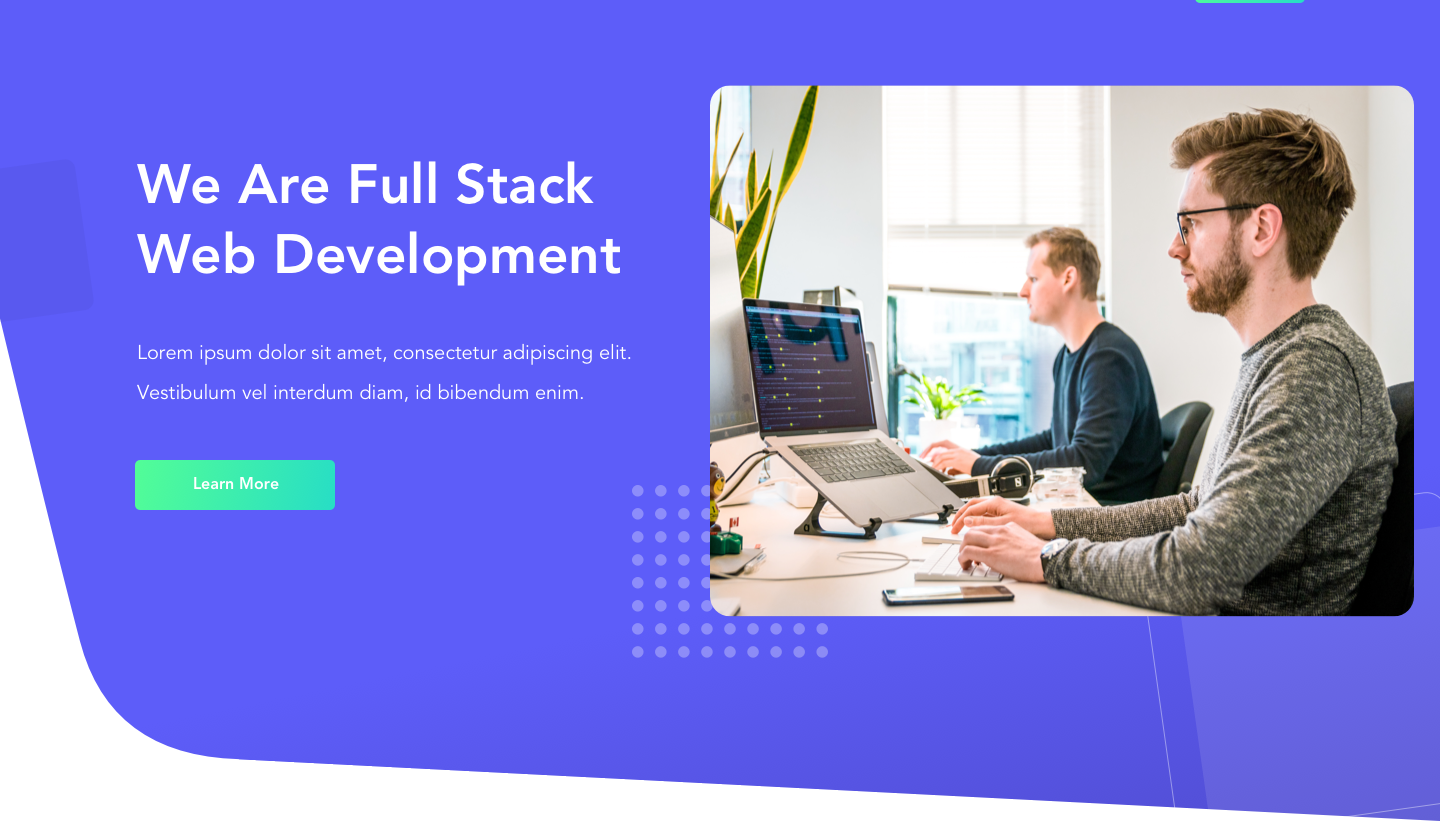 We Are Full Stack
Web Development
Lorem ipsum dolor sit amet, consectetur adipiscing elit.
Vestibulum vel interdum diam, id bibendum enim.
Learn More